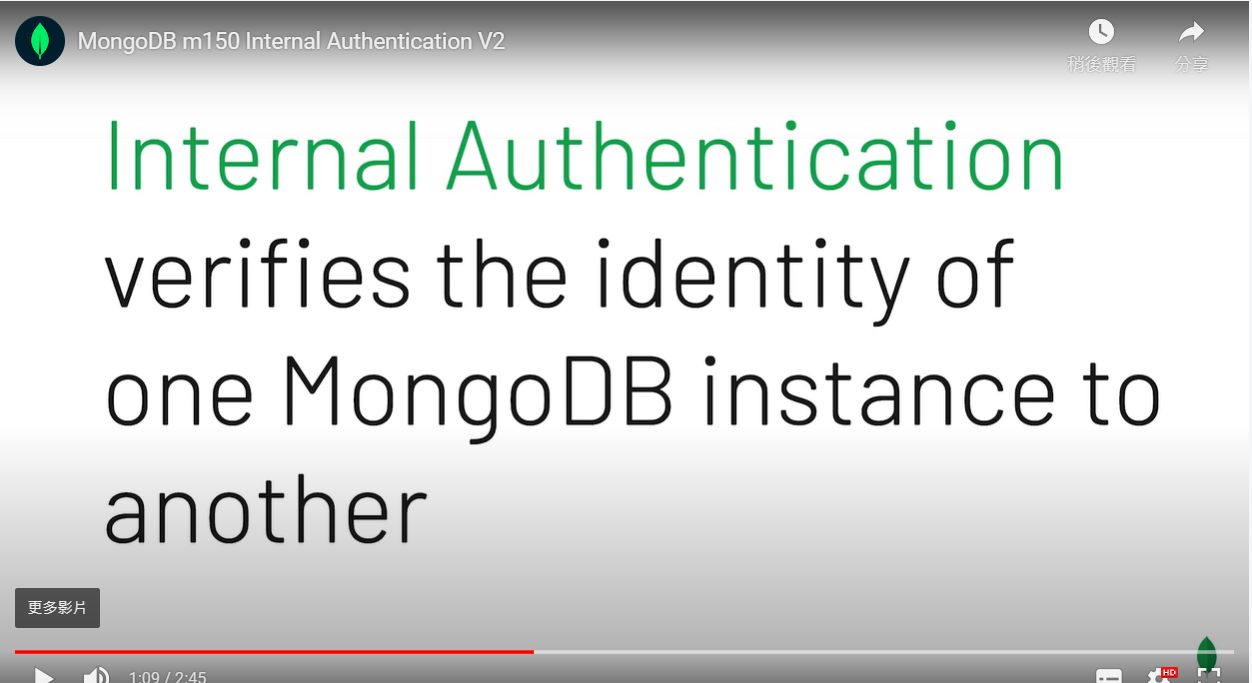 MongoDB m150 Internal Authentication V2
稍後觀看
分享
Internal Authentication
verifies the identity of
one MongoDB instance to
another
更多影片
1:09 / 2:45
HD